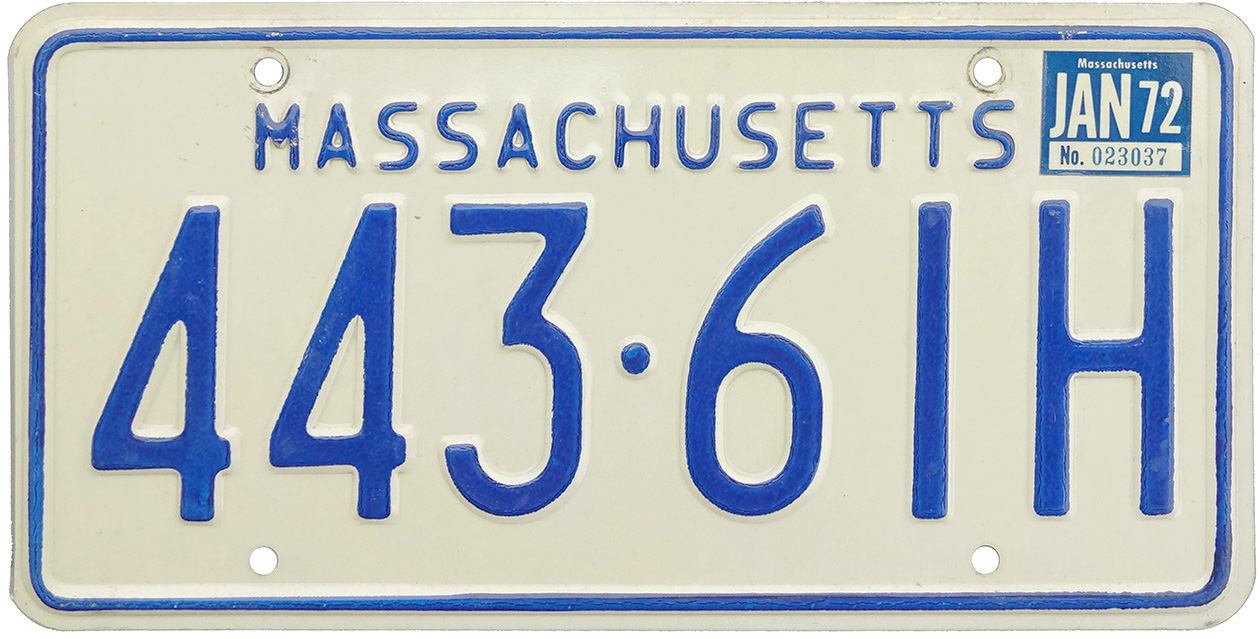 Massachusetts
JAN 72
No. 023037
MASSACHUSETTS
443·61H